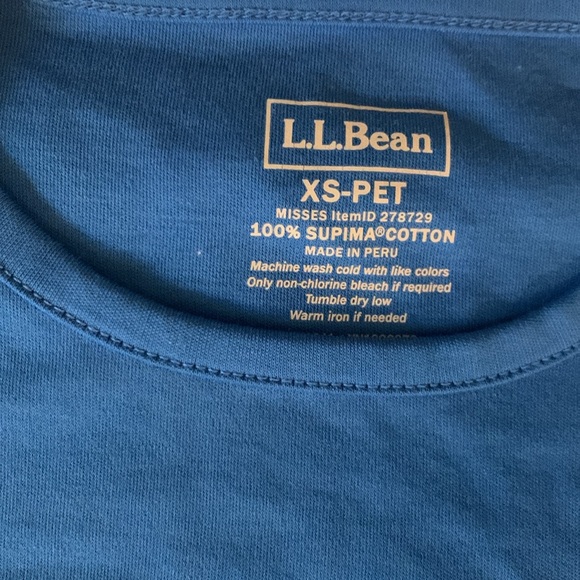 L.L.Bean
XS-PET
MISSES ItemID 278729
100% SUPIMA®COTTON
MADE IN PERU
Machine wash cold with like colors
Only non-chlorine bleach if required
Tumble dry low
Warm iron if needed